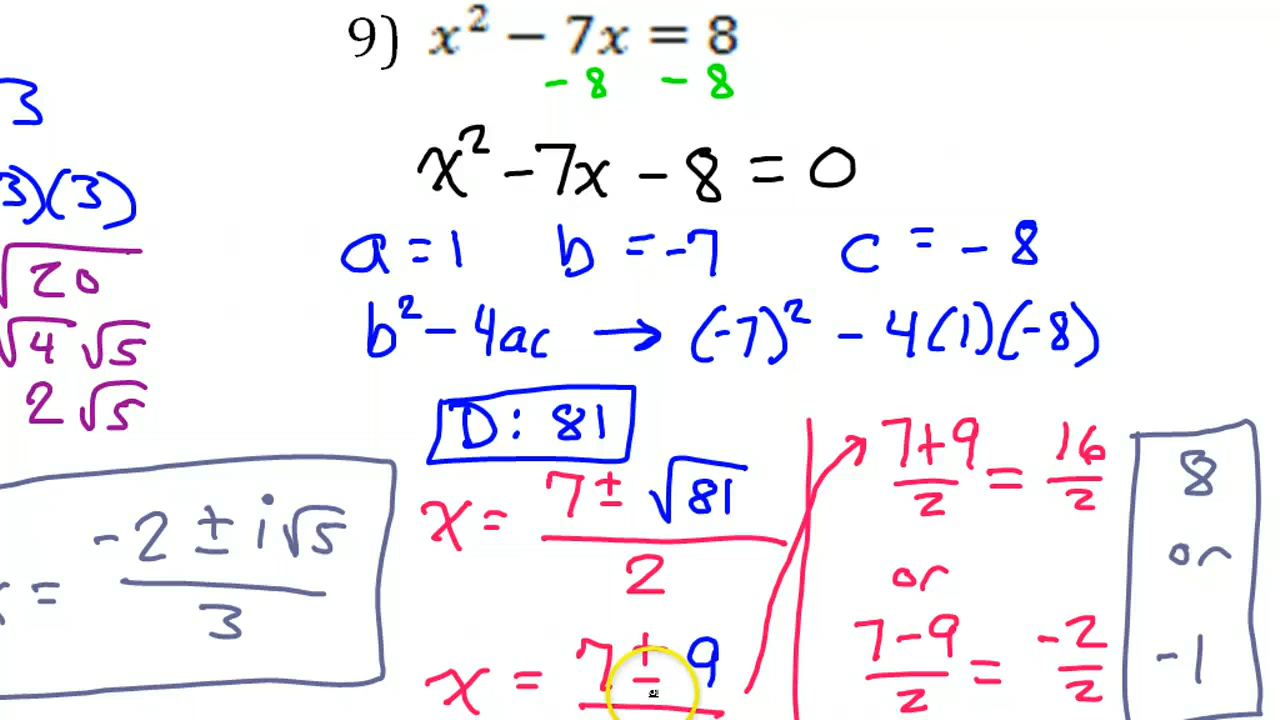 9) x² − 7x = 8
− 8 − 8
x² − 7x − 8 = 0
a = 1 b = -7 c = - 8
b² − 4ac → (-7)² − 4(1)(-8)
D : 81
x = 7 ± √81 / 2
x = 7 ± 9
7+9 / 2 = 16 / 2
or
7−9 / 2 = -2 / 2
8
or
-1
3
3)(3)
√20
√4 √5
2 √5
= -2 ± i√5 / 3